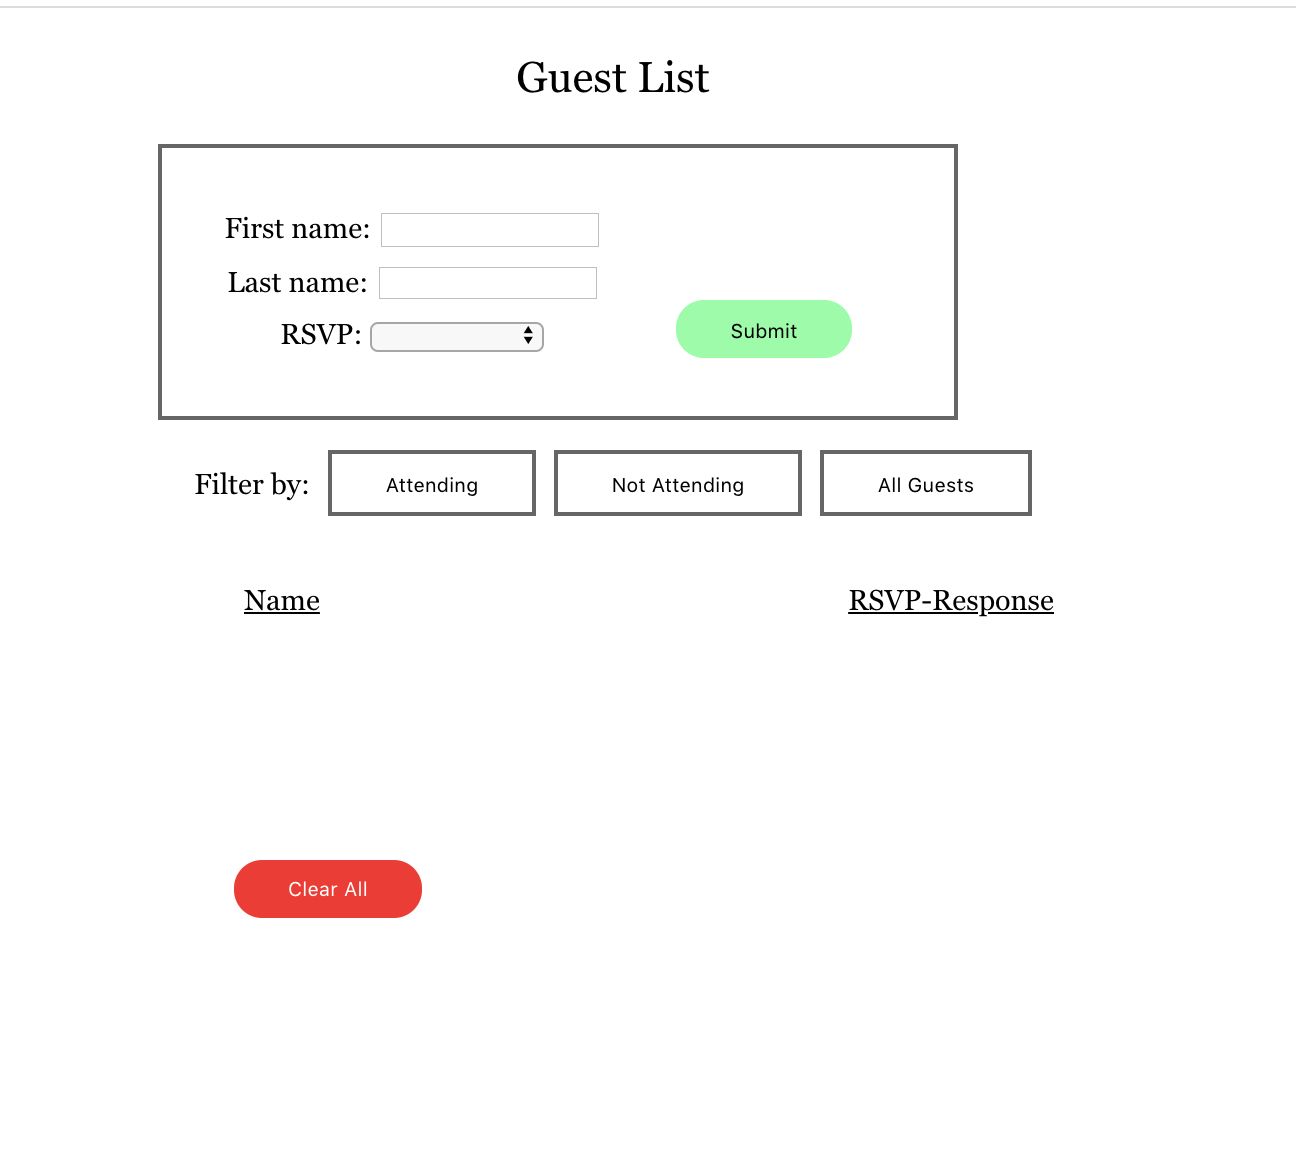 Guest List
First name:
Last name:
RSVP:
Submit
Filter by: Attending Not Attending All Guests
Name RSVP-Response
Clear All